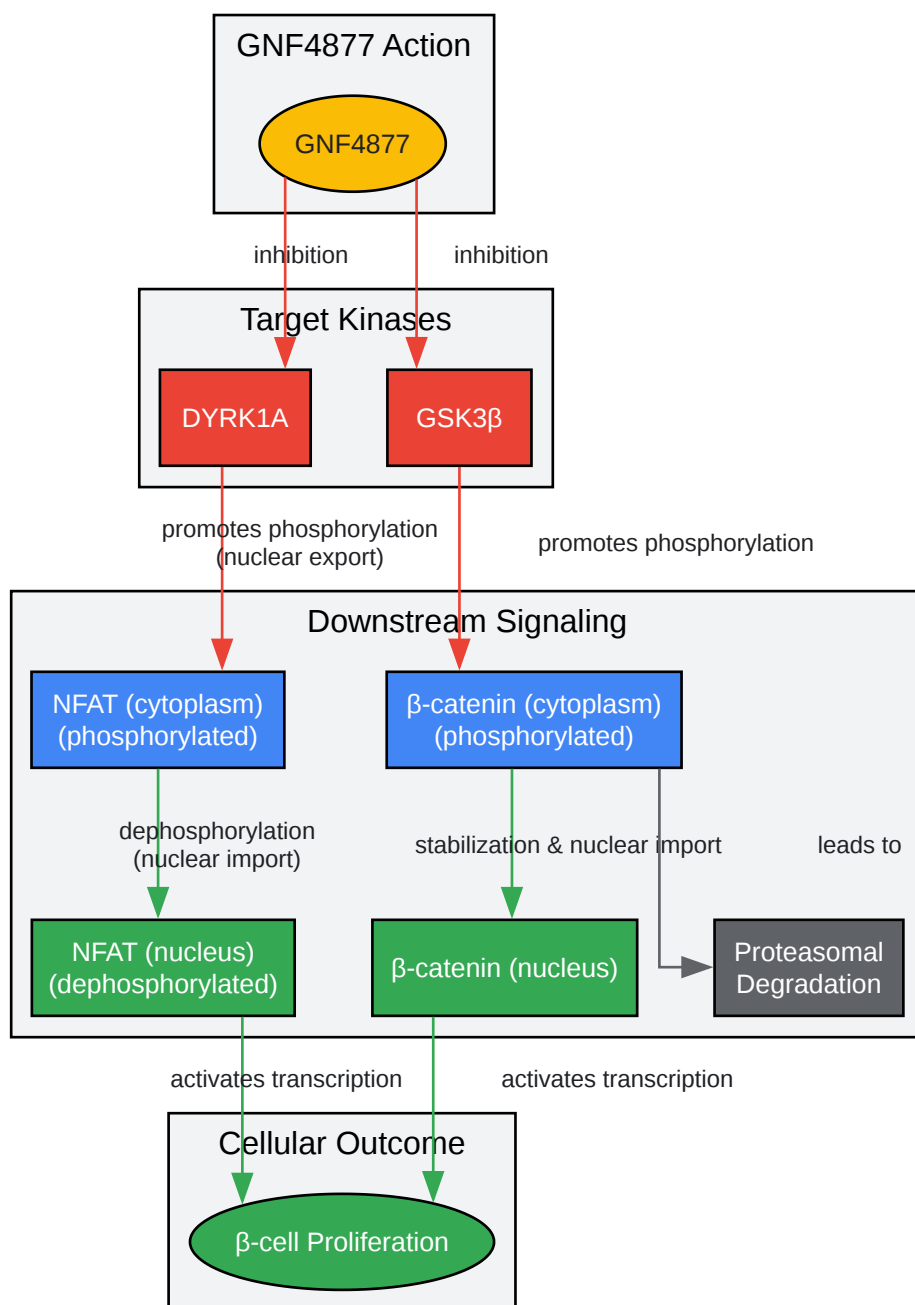 GNF4877 Action
GNF4877
inhibition
inhibition
Target Kinases
DYRK1A
GSK3β
promotes phosphorylation
(nuclear export)
promotes phosphorylation
Downstream Signaling
NFAT (cytoplasm)
(phosphorylated)
β-catenin (cytoplasm)
(phosphorylated)
dephosphorylation
(nuclear import)
stabilization & nuclear import
leads to
NFAT (nucleus)
(dephosphorylated)
β-catenin (nucleus)
Proteasomal
Degradation
activates transcription
activates transcription
Cellular Outcome
β-cell Proliferation